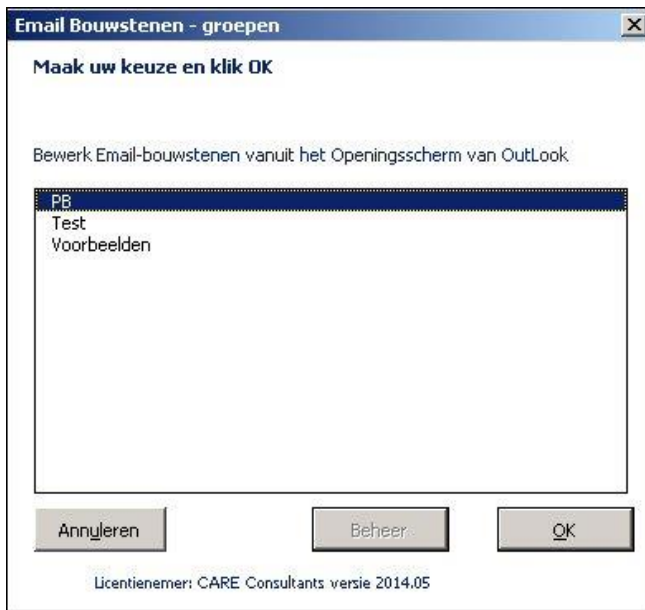 Email Bouwstenen - groepen
Maak uw keuze en klik OK
Bewerk Email-bouwstenen vanuit het Openingsscherm van OutLook
PB
Test
Voorbeelden
Annuleren
Beheer
OK
Licentienemer: CARE Consultants versie 2014.05